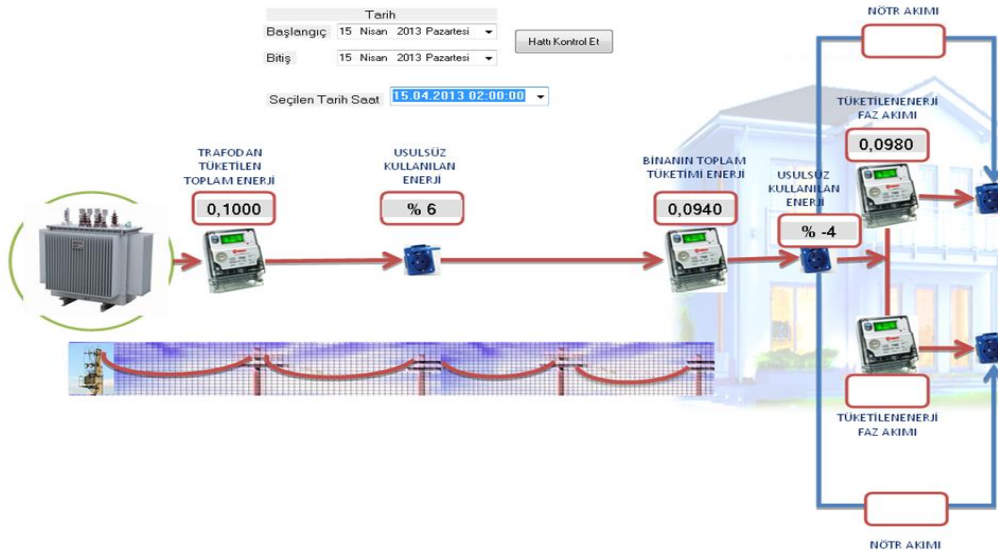 Tarih
Başlangıç
15 Nisan 2013 Pazartesi
Hattı Kontrol Et
Bitiş
15 Nisan 2013 Pazartesi
Seçilen Tarih Saat
15.04.2013 02:00:00
NÖTR AKIMI
TRAFODAN
TÜKETİLEN
TOPLAM ENERJİ
0,1000
USULSÜZ
KULLANILAN
ENERJİ
% 6
BİNANIN TOPLAM
TÜKETİMİ ENERJİ
0,0940
USULSÜZ
KULLANILAN
ENERJİ
% -4
TÜKETİLENENERJİ
FAZ AKIMI
0,0980
TÜKETİLENENERJİ
FAZ AKIMI
NÖTR AKIMI